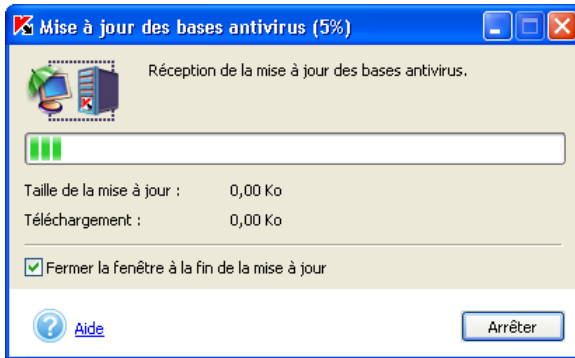 Mise à jour des bases antivirus (5%)
Réception de la mise à jour des bases antivirus.
Taille de la mise à jour : 0,00 Ko
Téléchargement : 0,00 Ko
Fermer la fenêtre à la fin de la mise à jour
Aide
Arrêter